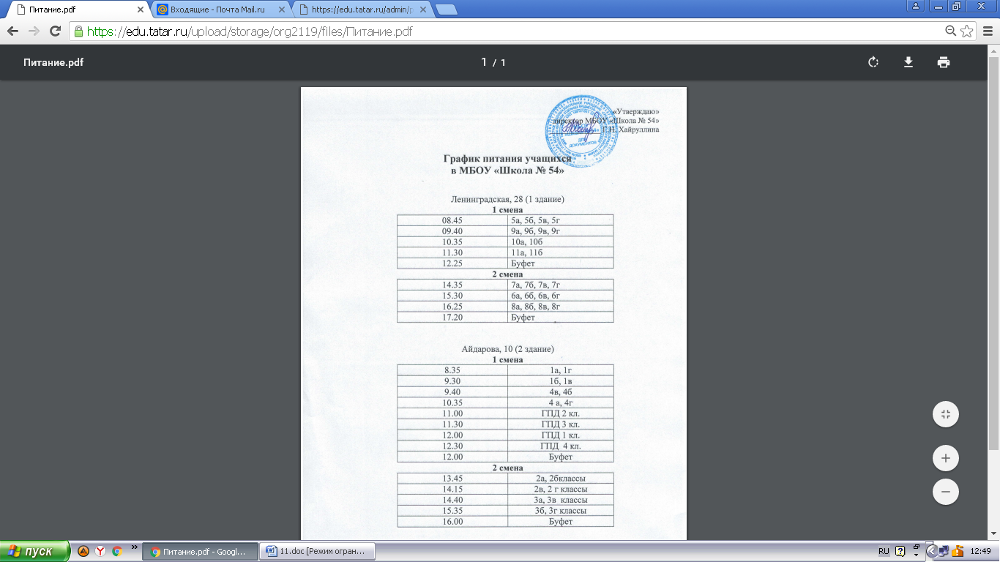 Питание.pdf
Входящие - Почта Mail.ru
https://edu.tatar.ru/admin/p
https://edu.tatar.ru/upload/storage/org2119/files/Питание.pdf
Питание.pdf
1 / 1
«Утверждаю»
директор МБОУ «Школа № 54»
Г.Н. Хайруллина
ДЛЯ
ДОКУМЕНТОВ
График питания учащихся
в МБОУ «Школа № 54»
Ленинградская, 28 (1 здание)
1 смена
08.45 5а, 5б, 5в, 5г
09.40 9а, 9б, 9в, 9г
10.35 10а, 10б
11.30 11а, 11б
12.25 Буфет
2 смена
14.35 7а, 7б, 7в, 7г
15.30 6а, 6б, 6в, 6г
16.25 8а, 8б, 8в, 8г
17.20 Буфет
Айдарова, 10 (2 здание)
1 смена
8.35 1а, 1г
9.30 1б, 1в
9.40 4в, 4б
10.35 4 а, 4г
11.00 ГПД 2 кл.
11.30 ГПД 3 кл.
12.00 ГПД 1 кл.
12.30 ГПД 4 кл.
12.00 Буфет
2 смена
13.45 2а, 2бклассы
14.15 2в, 2 г классы
14.40 3а, 3в классы
15.35 3б, 3г классы
16.00 Буфет
пуск
Питание.pdf - Googl...
11.doc [Режим огран...
RU
12:49